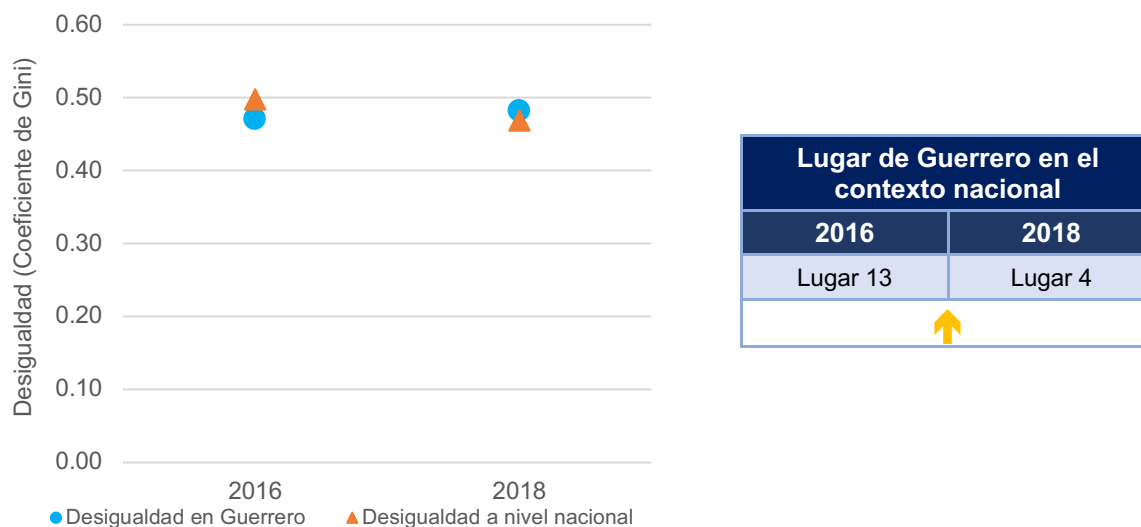 0.60
0.50
0.40
0.30
0.20
0.10
0.00
Desigualdad (Coeficiente de Gini)
2016
2018
Desigualdad en Guerrero
Desigualdad a nivel nacional
Lugar de Guerrero en el
contexto nacional
2016
2018
Lugar 13
Lugar 4